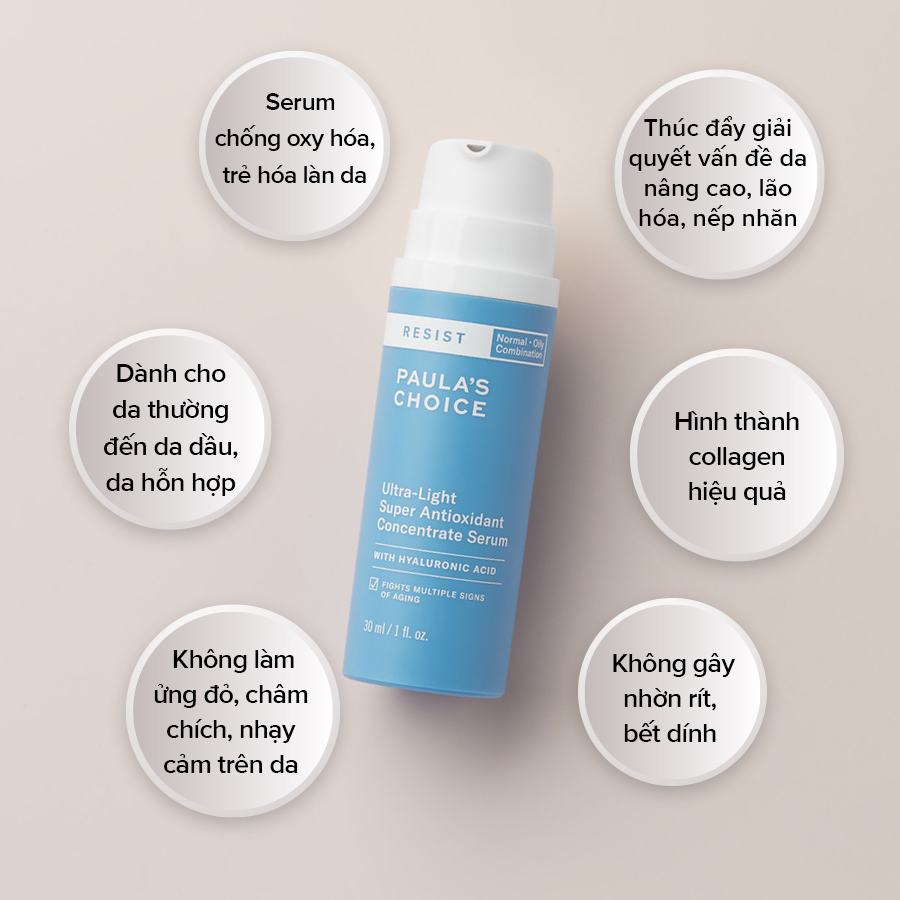 Serum
chống oxy hóa,
trẻ hóa làn da
Thúc đẩy giải
quyết vấn đề da
nâng cao, lão
hóa, nếp nhăn
Dành cho
da thường
đến da dầu,
da hỗn hợp
Hình thành
collagen
hiệu quả
Không làm
ửng đỏ, châm
chích, nhạy
cảm trên da
Không gây
nhờn rít,
bết dính
RESIST
Normal • Oily
Combination
PAULA'S
CHOICE
Ultra-Light
Super Antioxidant
Concentrate Serum
WITH HYALURONIC ACID
FIGHTS MULTIPLE SIGNS
OF AGING
30 ml / 1 fl. oz.